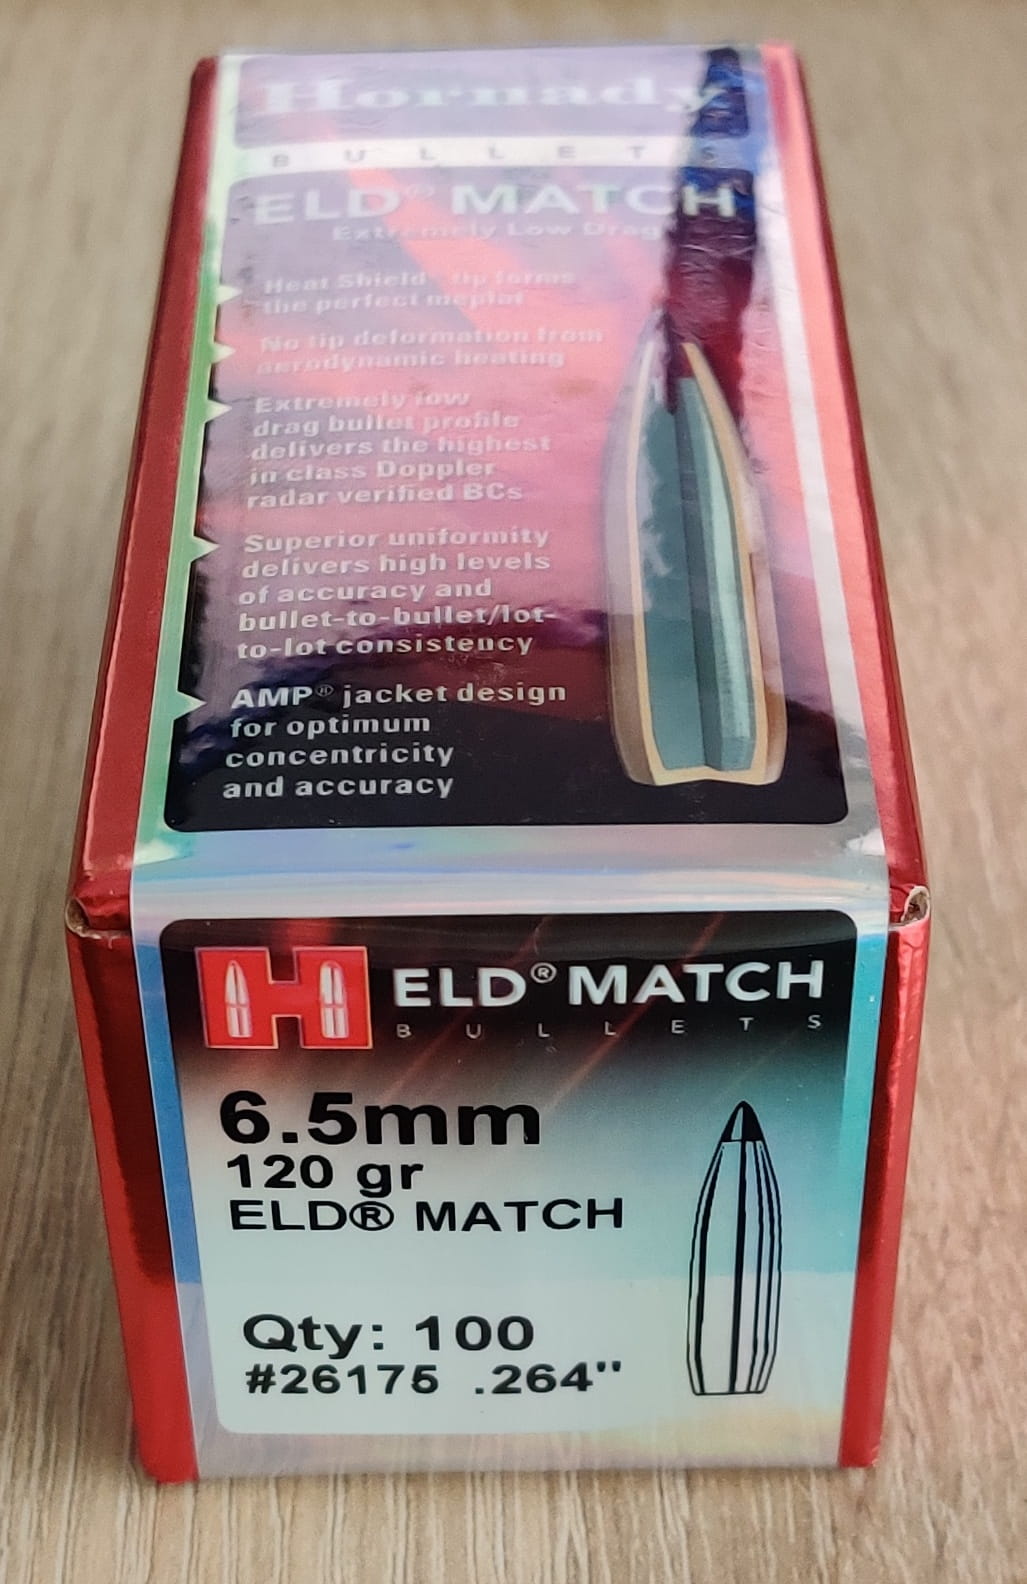 Hornady
BULLETS
ELD® MATCH
Extremely Low Drag
Heat Shield® tip forms
the perfect meplat
No tip deformation from
aerodynamic heating
Extremely low
drag bullet profile
delivers the highest
in class Doppler
radar verified BCs
Superior uniformity
delivers high levels
of accuracy and
bullet-to-bullet/lot-
to-lot consistency
AMP® jacket design
for optimum
concentricity
and accuracy
H ELD® MATCH
BULLETS
6.5mm
120 gr
ELD® MATCH
Qty: 100
#26175 .264"